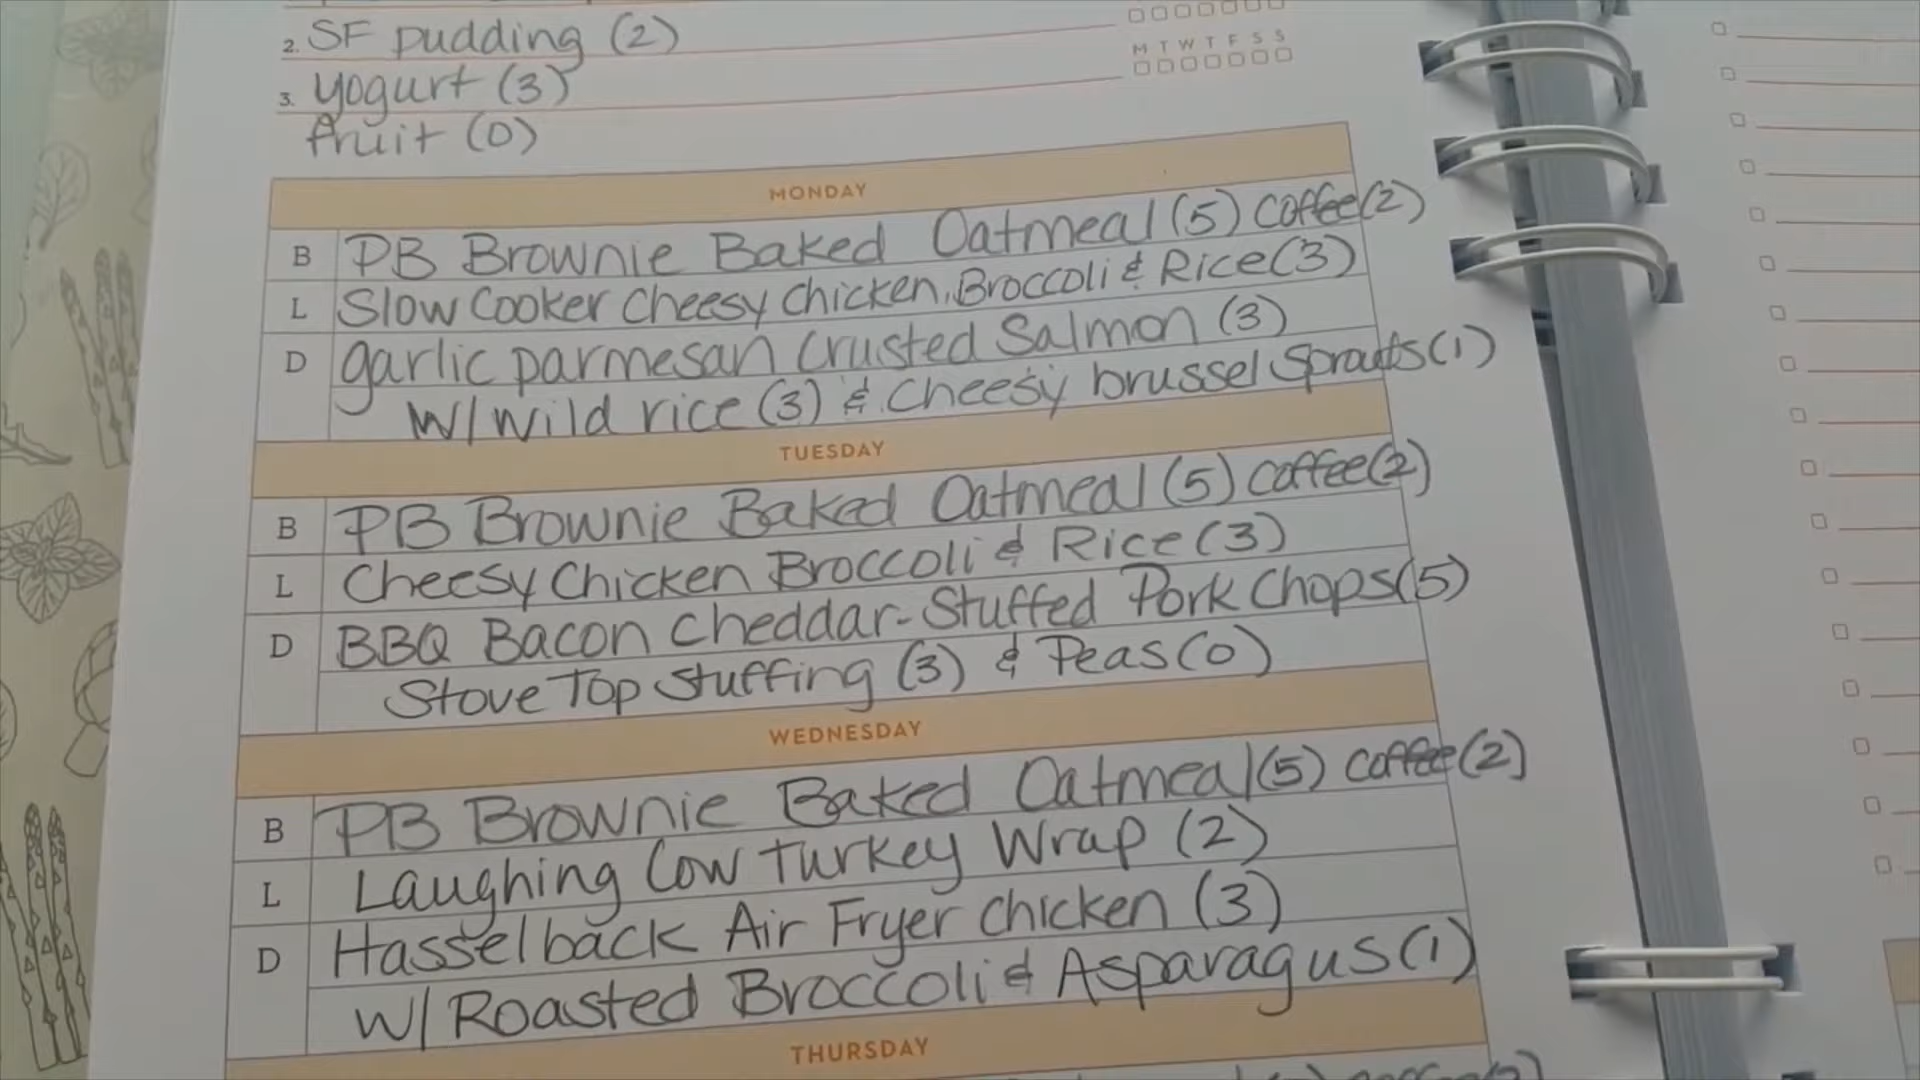 2. SF pudding (2)
M T W T F S S
3. Yogurt (3)
fruit (0)
MONDAY
B PB Brownie Baked Oatmeal (5) Coffee (2)
L Slow Cooker Cheesy Chicken, Broccoli & Rice (3)
D garlic parmesan Crusted Salmon (3)
W/ wild rice (3) & Cheesy brussel Sprouts (1)
TUESDAY
B PB Brownie Baked Oatmeal (5) Coffee (2)
L Cheesy Chicken Broccoli & Rice (3)
D BBQ Bacon Cheddar-Stuffed Pork Chops (5)
Stove Top Stuffing (3) & Peas (0)
WEDNESDAY
B PB Brownie Baked Oatmeal (5) Coffee (2)
L Laughing Cow Turkey Wrap (2)
D Hasselback Air Fryer Chicken (3)
W/ Roasted Broccoli & Asparagus (1)
THURSDAY